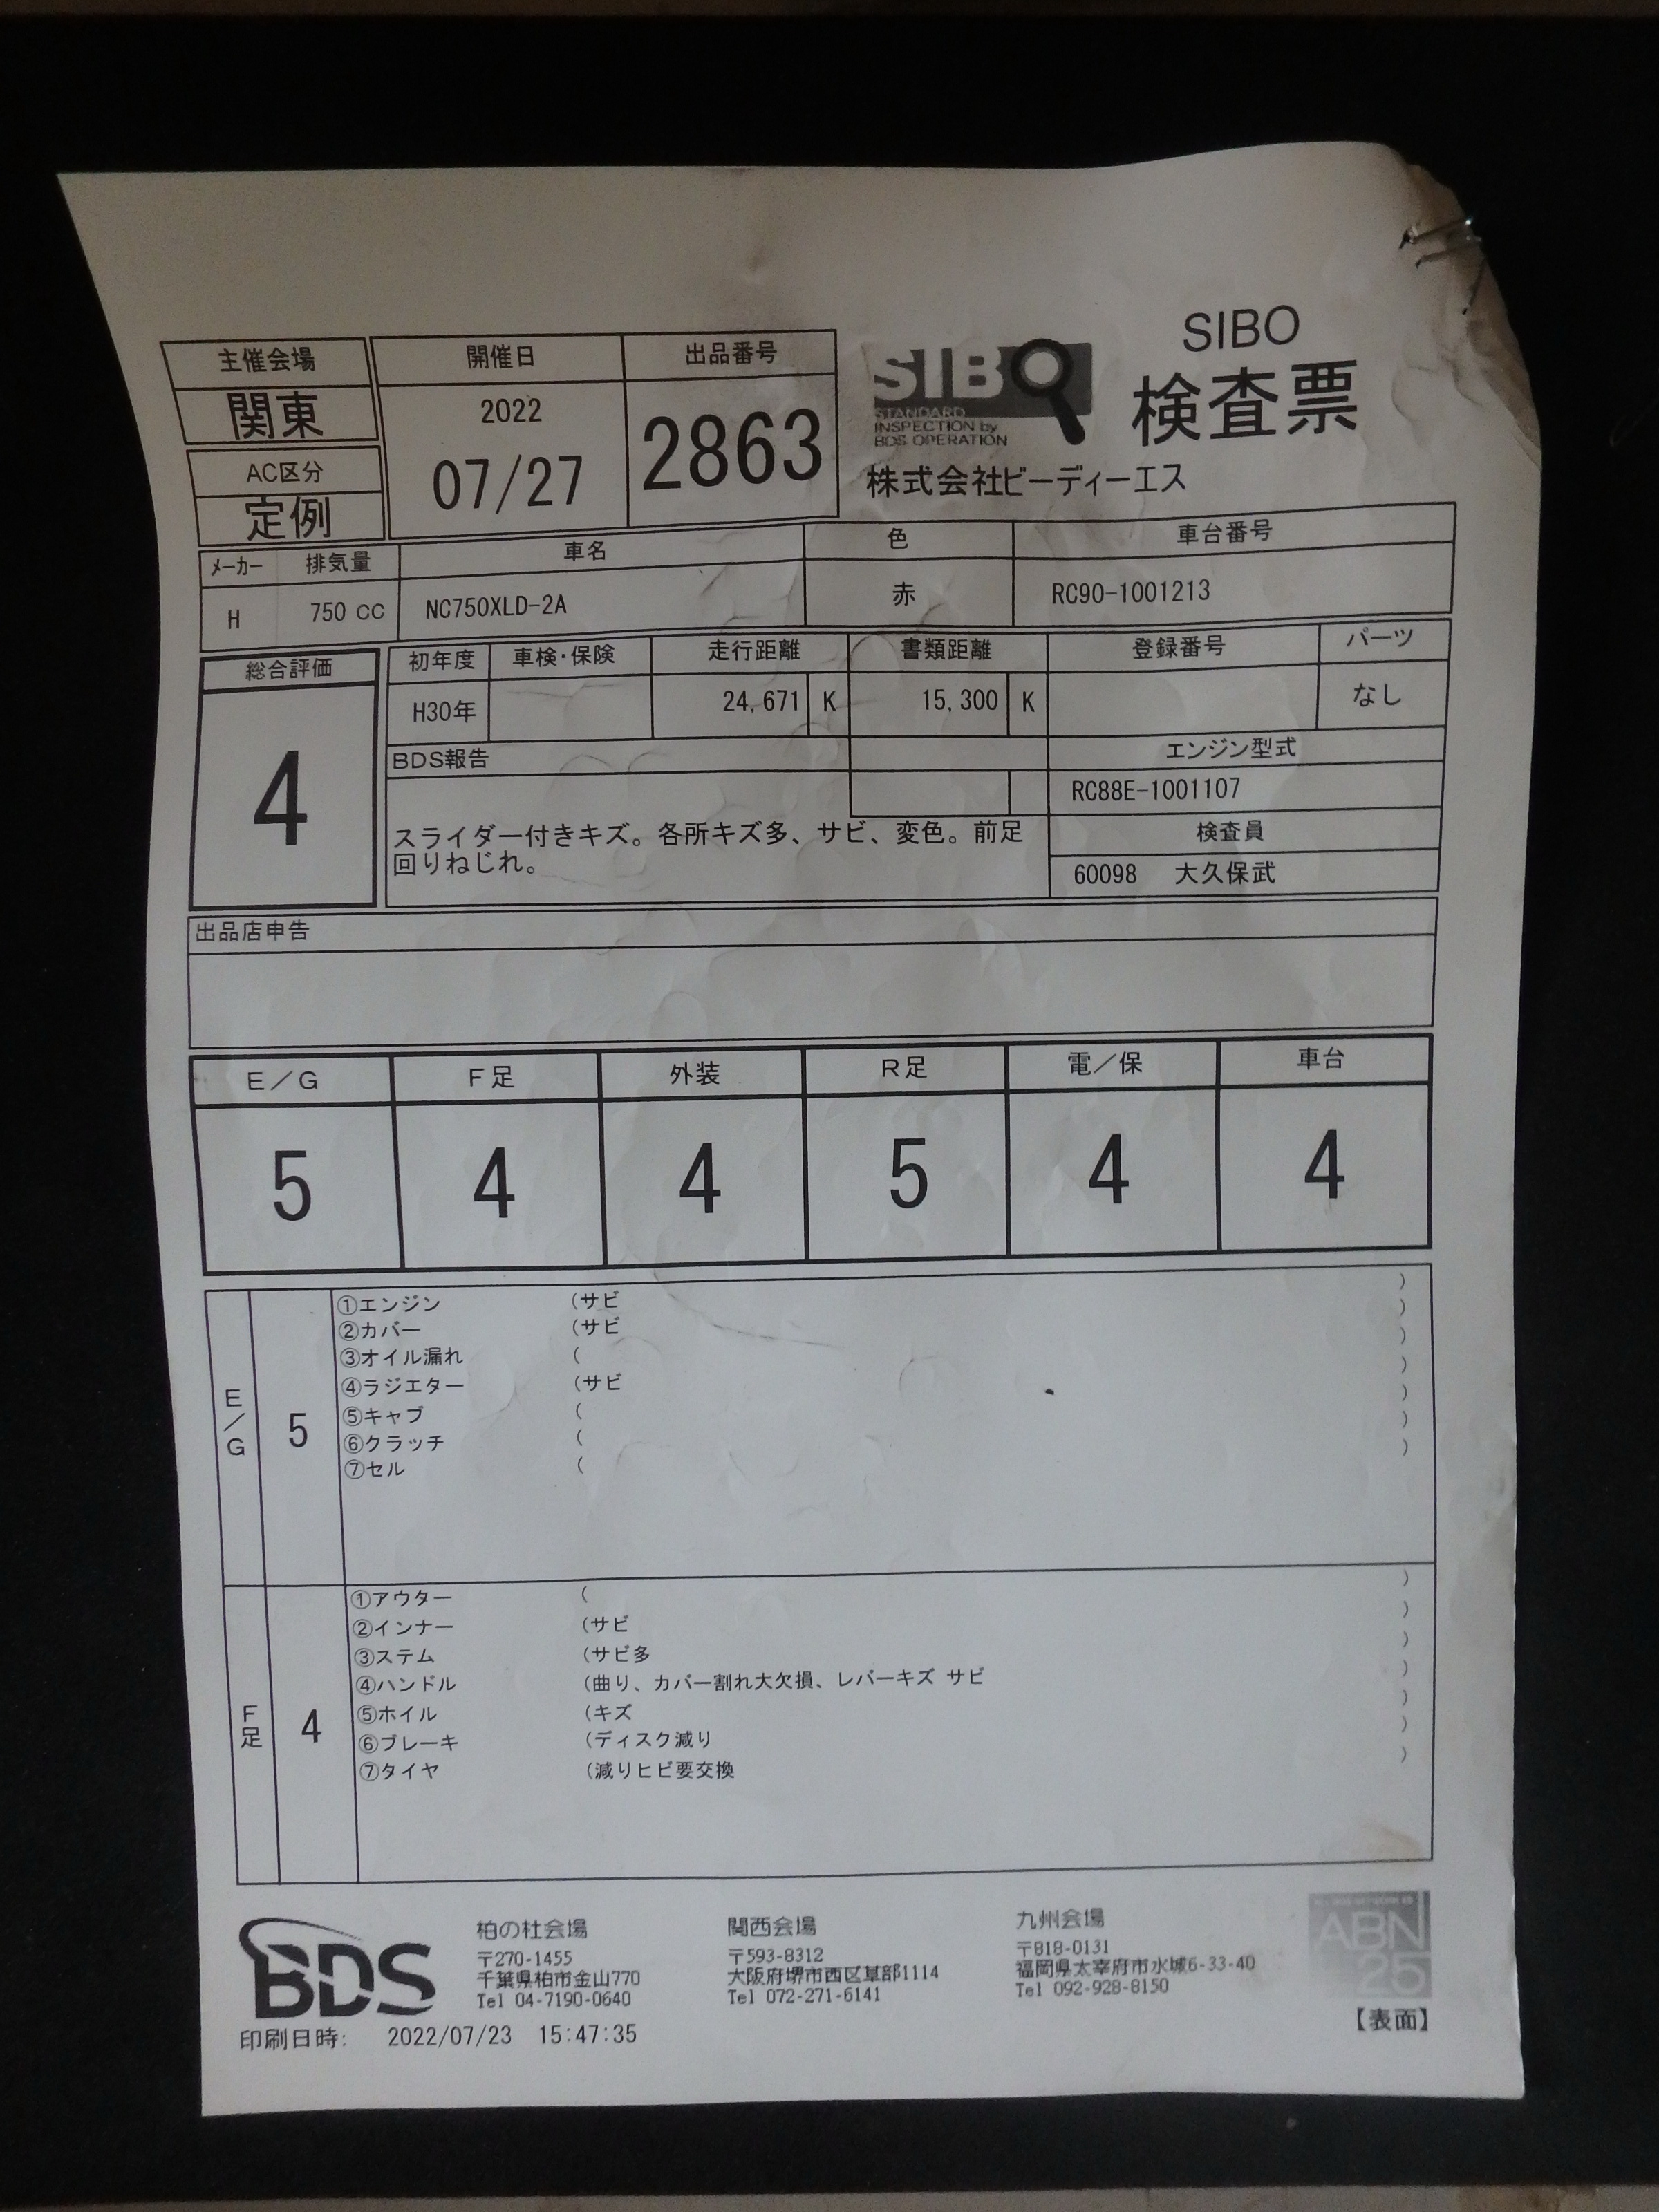 主催会場
関東
AC区分
定例
開催日
2022
07/27
出品番号
2863
SIBO
STANDARD
INSPECTION by
BDS OPERATION
SIBO
検査票
株式会社ビーディーエス
メーカー 排気量 車名 色 車台番号
H 750 CC NC750XLD-2A 赤 RC90-1001213
総合評価
4
初年度 車検・保険 走行距離 書類距離 登録番号 パーツ
H30年 24,671 K 15,300 K なし
BDS報告
スライダー付きキズ。各所キズ多、サビ、変色。前足
回りねじれ。
エンジン型式
RC88E-1001107
検査員
60098 大久保武
出品店申告
E/G F足 外装 R足 電/保 車台
5 4 4 5 4 4
E/G
5
①エンジン (サビ )
②カバー (サビ )
③オイル漏れ ( )
④ラジエター (サビ )
⑤キャブ ( )
⑥クラッチ ( )
⑦セル ( )
F足
4
①アウター ( )
②インナー (サビ )
③ステム (サビ多 )
④ハンドル (曲り、カバー割れ大欠損、レバーキズ サビ )
⑤ホイル (キズ )
⑥ブレーキ (ディスク減り )
⑦タイヤ (減りヒビ要交換 )
BDS
柏の杜会場
〒270-1455
千葉県柏市金山770
Tel 04-7190-0640
関西会場
〒593-8312
大阪府堺市西区草部1114
Tel 072-271-6141
九州会場
〒818-0131
福岡県太宰府市水城6-33-40
Tel 092-928-8150
ABN
25
【表面】
印刷日時: 2022/07/23 15:47:35